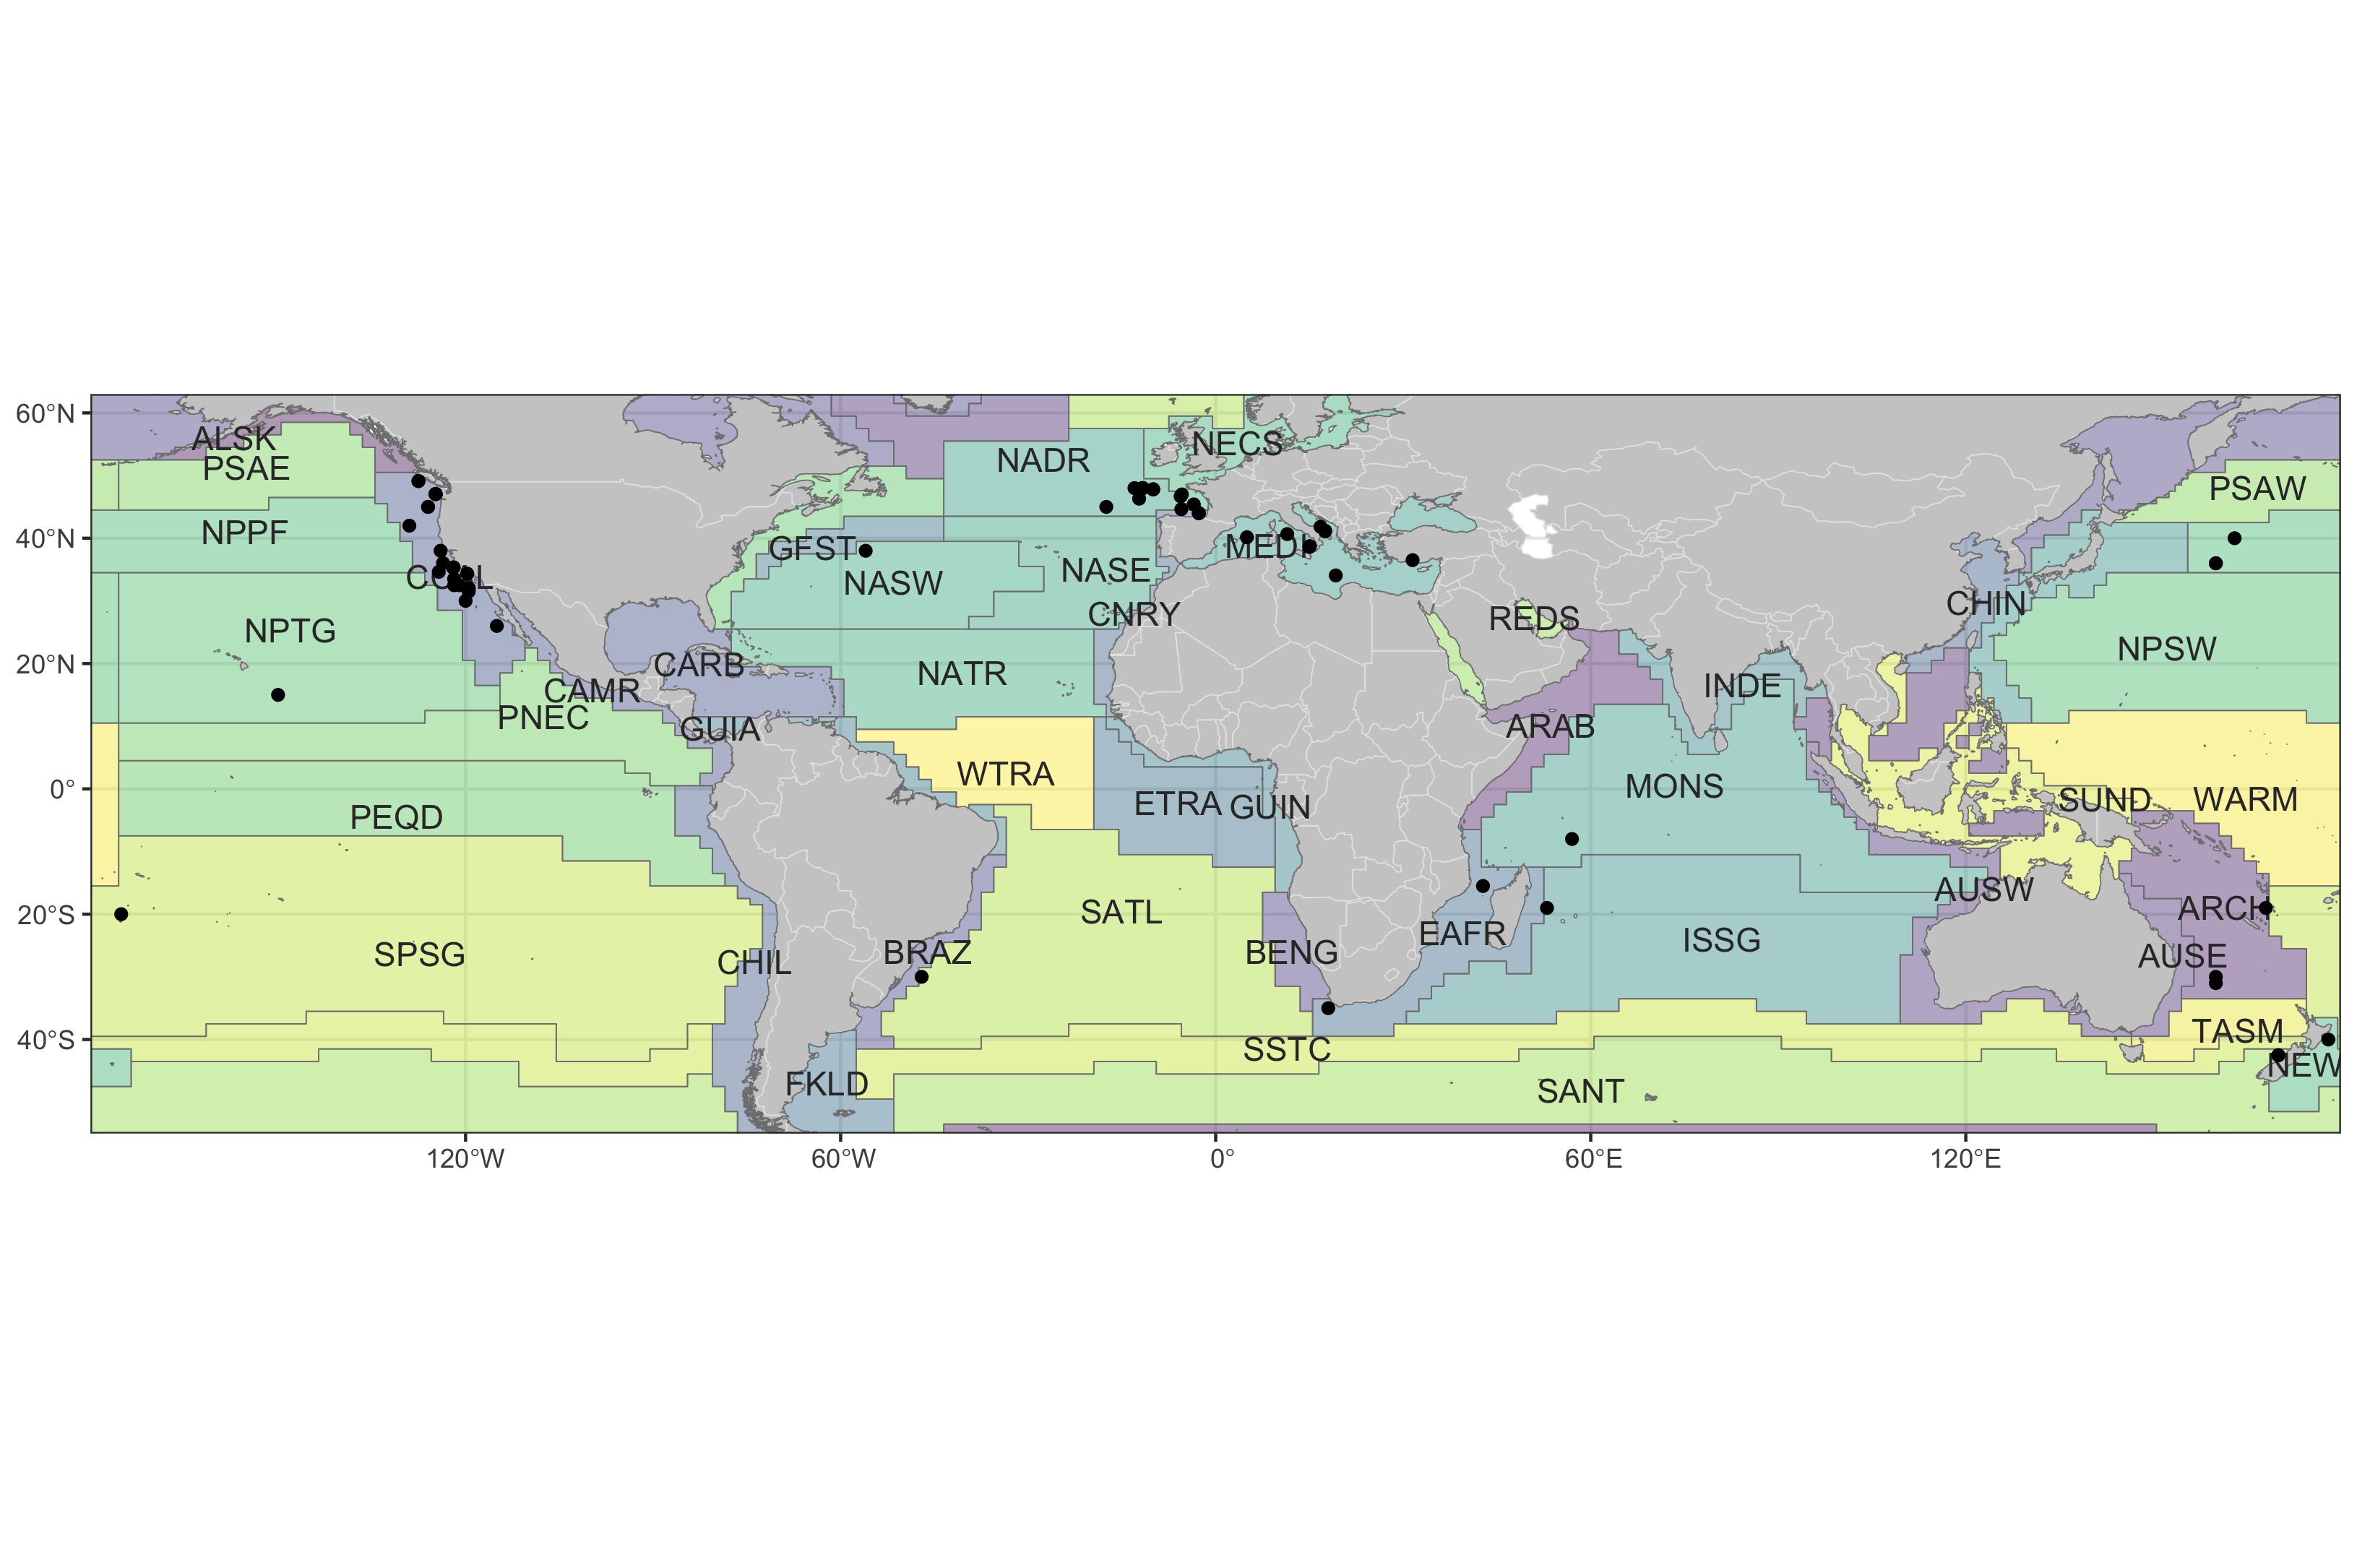 60°N
ALSK
NECS
PSAE
NADR
PSAW
NPPF
40°N
GFST
MEDI
NASW
NASE
CHIN
CNRY
REDS
NPTG
NPSW
20°N
CARB
NATR
INDE
CAMR
PNEC
GUIA
ARAB
WTRA
MONS
0°
PEQD
ETRA GUIN
SUND
WARM
AUSW
20°S
SATL
ARCH
SPSG
CHIL
BRAZ
BENG
EAFR
ISSG
AUSE
40°S
SSTC
TASM
FKLD
SANT
NEW
120°W
60°W
0°
60°E
120°E